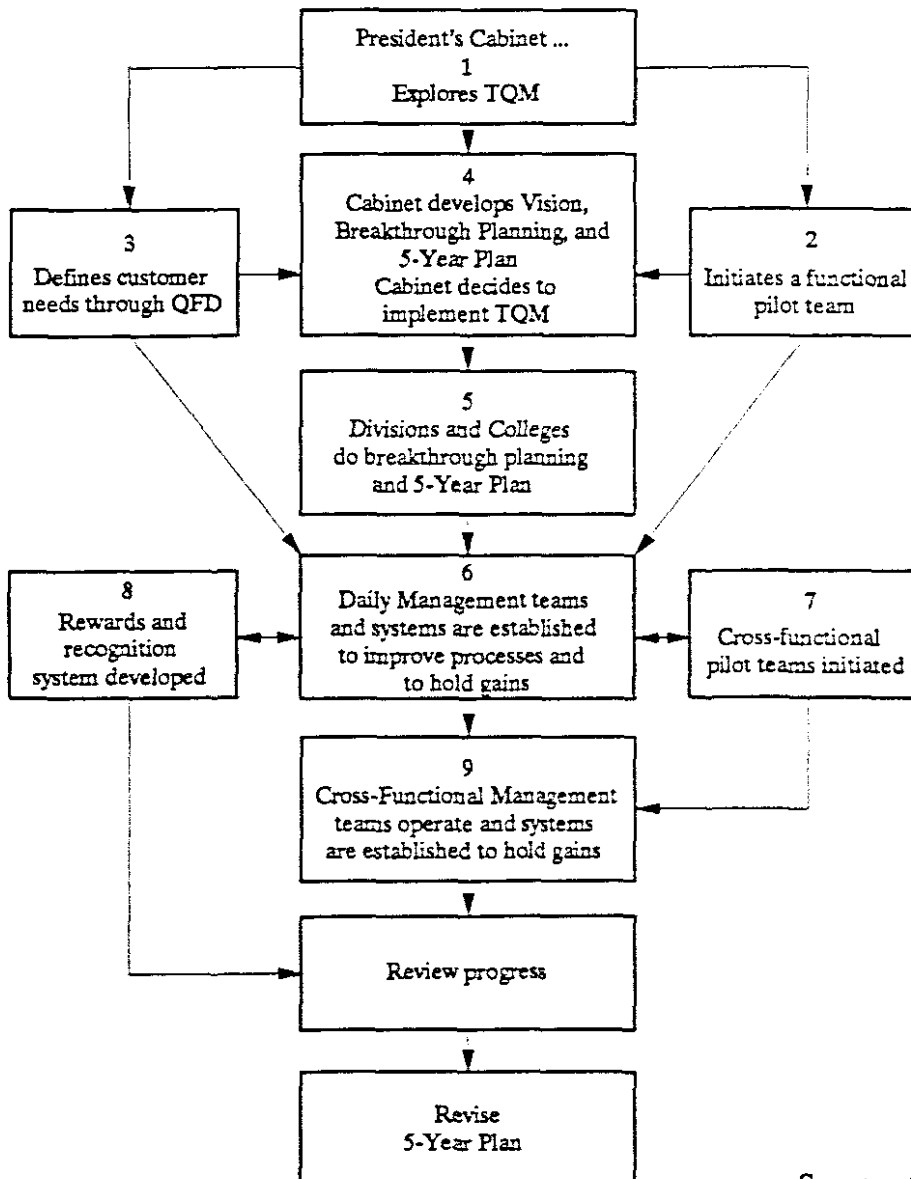 President's Cabinet ...
1
Explores TQM
4
Cabinet develops Vision,
Breakthrough Planning, and
5-Year Plan
Cabinet decides to
implement TQM
3
Defines customer
needs through QFD
2
Initiates a functional
pilot team
5
Divisions and Colleges
do breakthrough planning
and 5-Year Plan
6
Daily Management teams
and systems are established
to improve processes and
to hold gains
8
Rewards and
recognition
system developed
7
Cross-functional
pilot teams initiated
9
Cross-Functional Management
teams operate and systems
are established to hold gains
Review progress
Revise
5-Year Plan